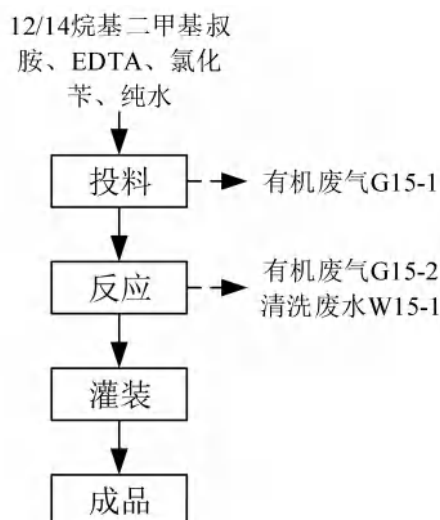 12/14烷基二甲基叔
胺、EDTA、氯化
苄、纯水
投料
有机废气G15-1
反应
有机废气G15-2
清洗废水W15-1
灌装
成品